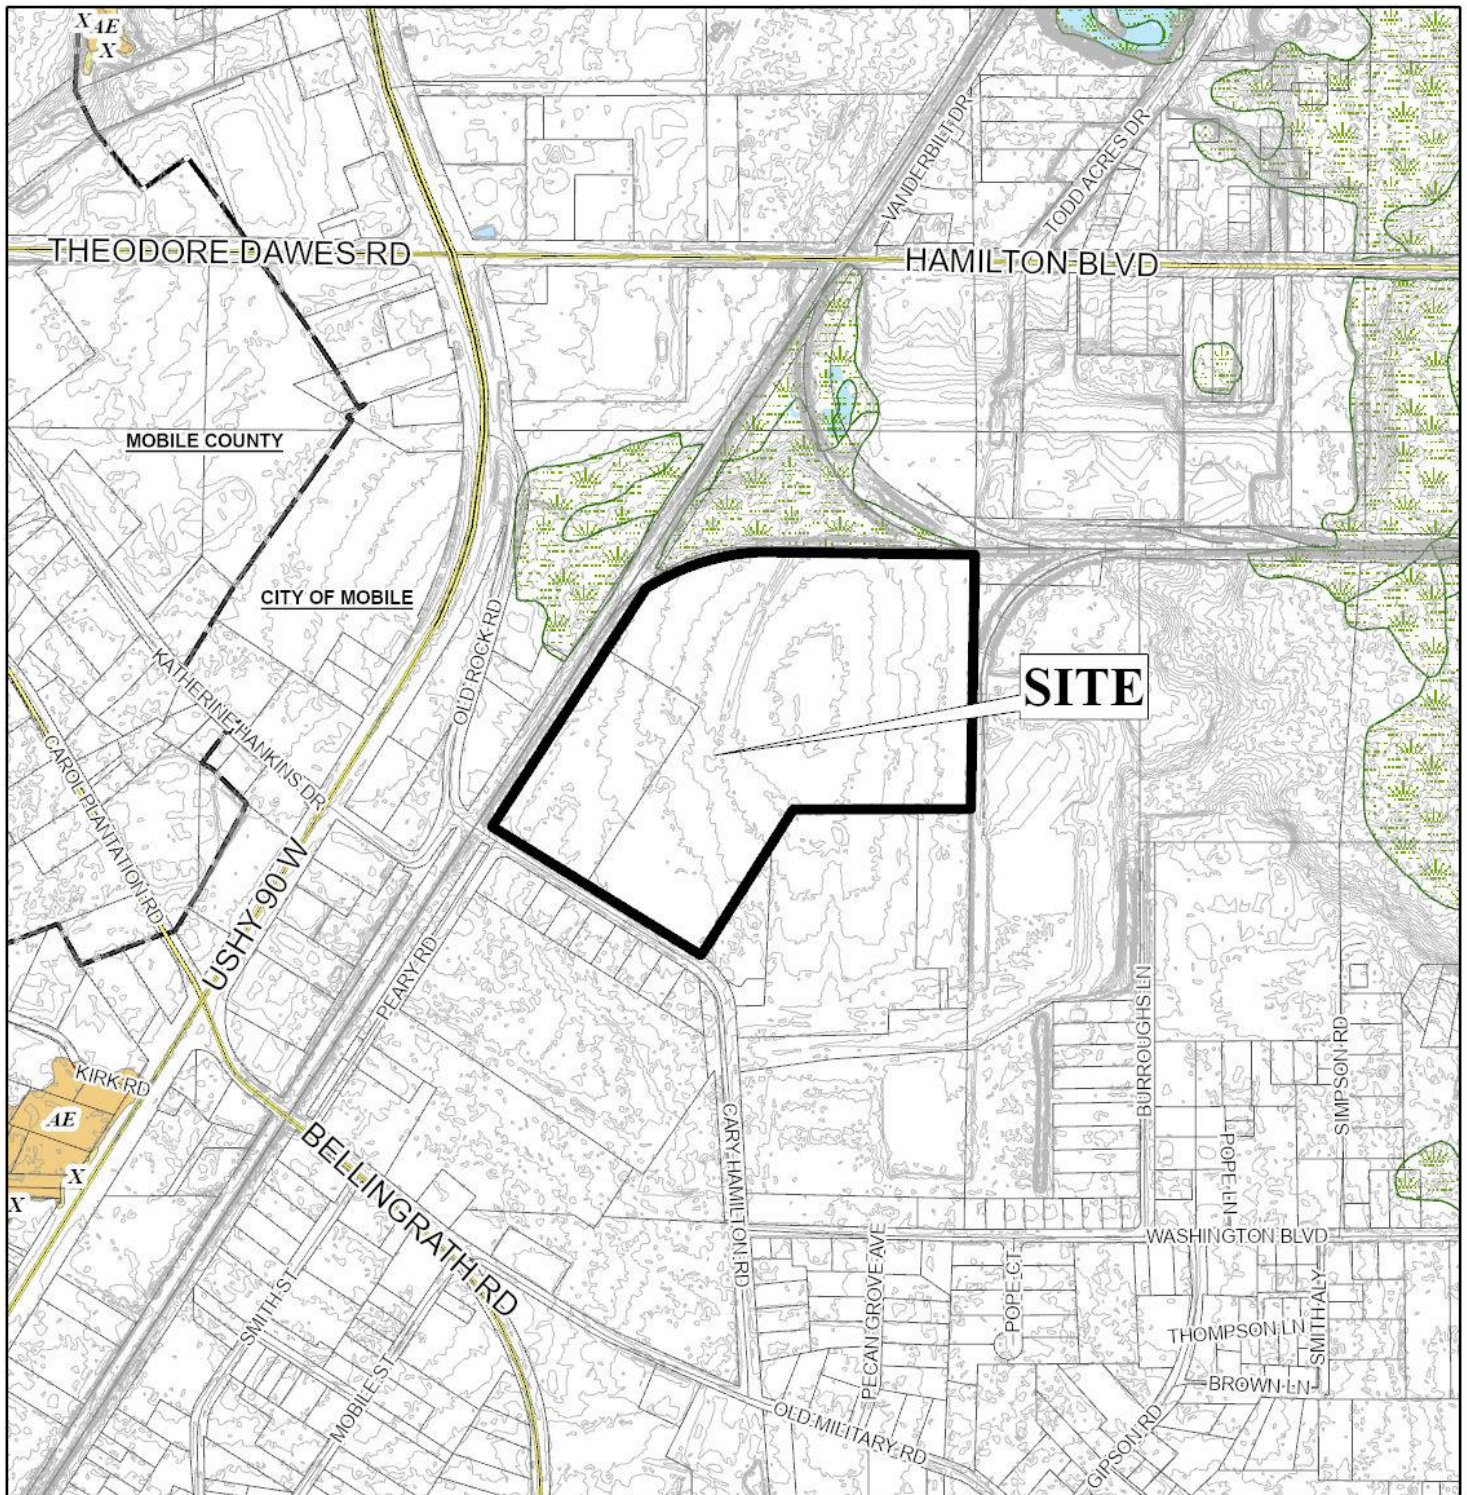 X AE
X
VANDERBILT DR
TODD ACRES DR
THEODORE DAWES RD
HAMILTON BLVD
MOBILE COUNTY
CITY OF MOBILE
OLD ROCK RD
KATHERINE HANKINS DR
SITE
CAROL PLANTATION RD
USHY 90 W
PEARY RD
BURROUGHS LN
SIMPSON RD
KIRK RD
AE
X
X
BELLINGRATH RD
CARY HAMILTON RD
POPE LN
WASHINGTON BLVD
PECAN GROVE AVE
POPE CT
SMITH ST
THOMPSON LN
SMITH ALY
MOBILE ST
BROWN LN
OLD MILITARY RD
GIPSON RD